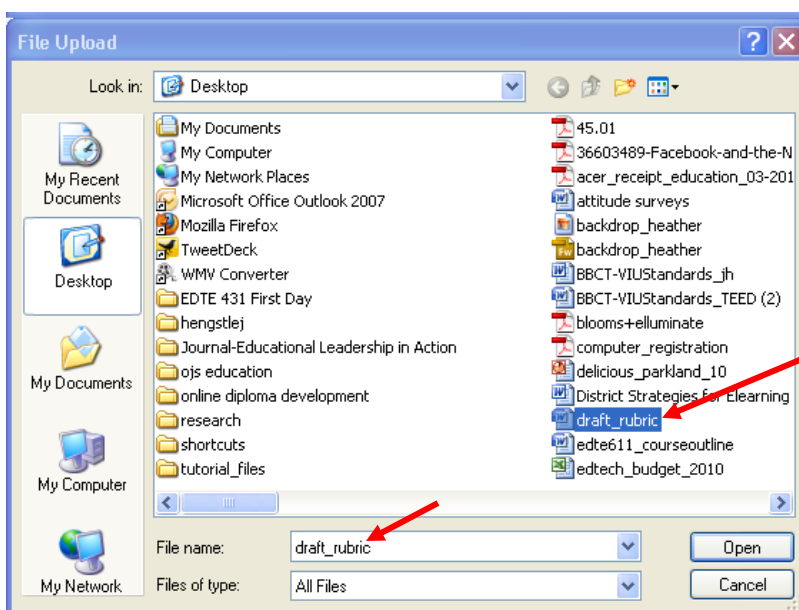 File Upload
Look in:
Desktop
My Recent
Documents
Desktop
My Documents
My Computer
My Network
My Documents
My Computer
My Network Places
Microsoft Office Outlook 2007
Mozilla Firefox
TweetDeck
WMV Converter
EDTE 431 First Day
hengstlej
Journal-Educational Leadership in Action
ojs education
online diploma development
research
shortcuts
tutorial_files
45.01
36603489-Facebook-and-the-N
acer_receipt_education_03-201
attitude surveys
backdrop_heather
backdrop_heather
BBCT-VIUStandards_jh
BBCT-VIUStandards_TEED (2)
blooms+elluminate
computer_registration
delicious_parkland_10
District Strategies for Elearning
draft_rubric
edte611_courseoutline
edtech_budget_2010
File name:
draft_rubric
Open
Files of type:
All Files
Cancel